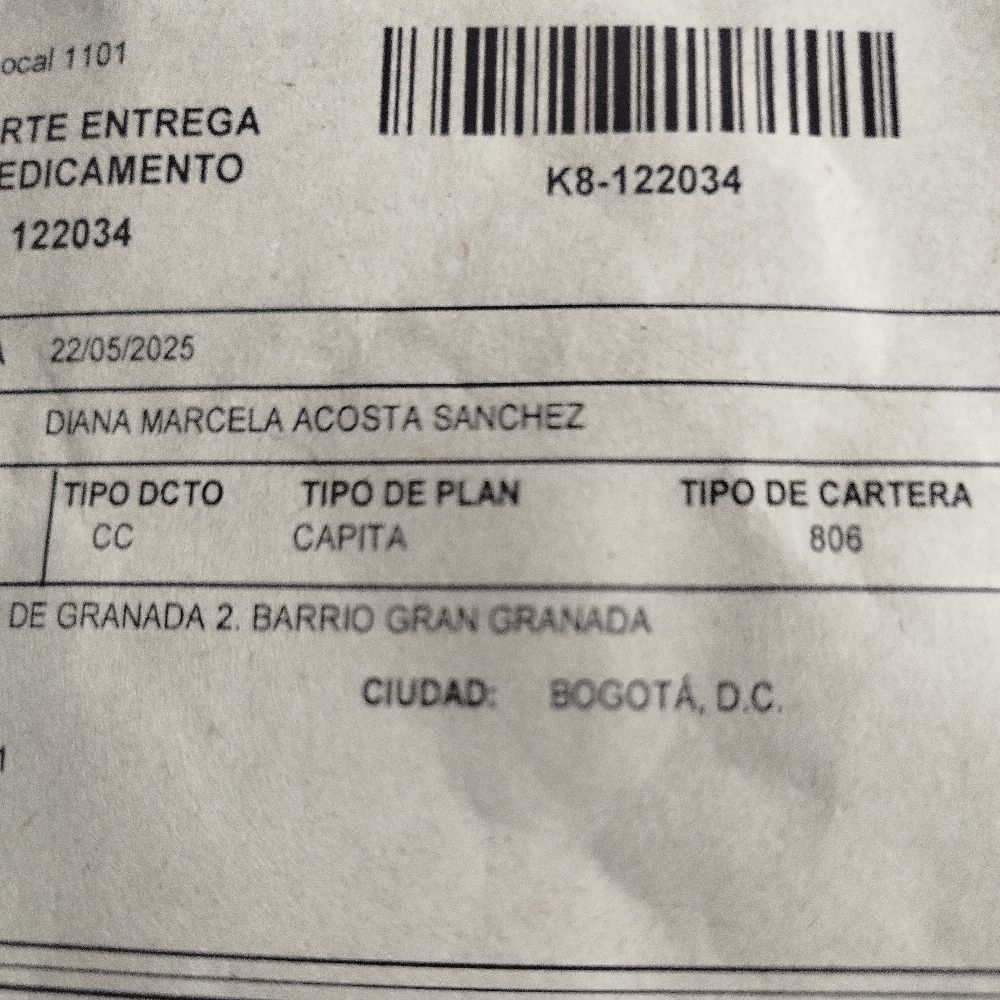 ocal 1101
RTE ENTREGA
EDICAMENTO
122034
K8-122034
A 22/05/2025
DIANA MARCELA ACOSTA SANCHEZ
TIPO DCTO TIPO DE PLAN TIPO DE CARTERA
CC CAPITA 806
DE GRANADA 2. BARRIO GRAN GRANADA
CIUDAD: BOGOTÁ, D.C.
1